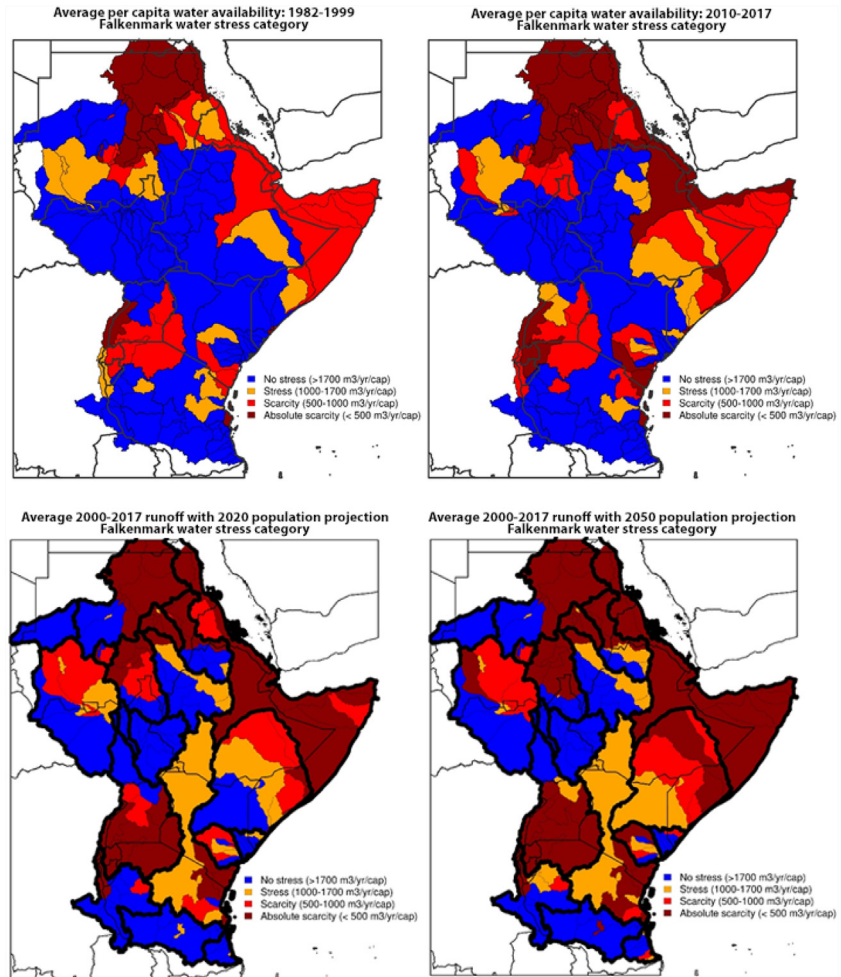 Average per capita water availability: 1982-1999
Falkenmark water stress category
No stress (>1700 m3/yr/cap)
Stress (1000-1700 m3/yr/cap)
Scarcity (500-1000 m3/yr/cap)
Absolute scarcity (< 500 m3/yr/cap)
Average per capita water availability: 2010-2017
Falkenmark water stress category
No stress (>1700 m3/yr/cap)
Stress (1000-1700 m3/yr/cap)
Scarcity (500-1000 m3/yr/cap)
Absolute scarcity (< 500 m3/yr/cap)
Average 2000-2017 runoff with 2020 population projection
Falkenmark water stress category
No stress (>1700 m3/yr/cap)
Stress (1000-1700 m3/yr/cap)
Scarcity (500-1000 m3/yr/cap)
Absolute scarcity (< 500 m3/yr/cap)
Average 2000-2017 runoff with 2050 population projection
Falkenmark water stress category
No stress (>1700 m3/yr/cap)
Stress (1000-1700 m3/yr/cap)
Scarcity (500-1000 m3/yr/cap)
Absolute scarcity (< 500 m3/yr/cap)